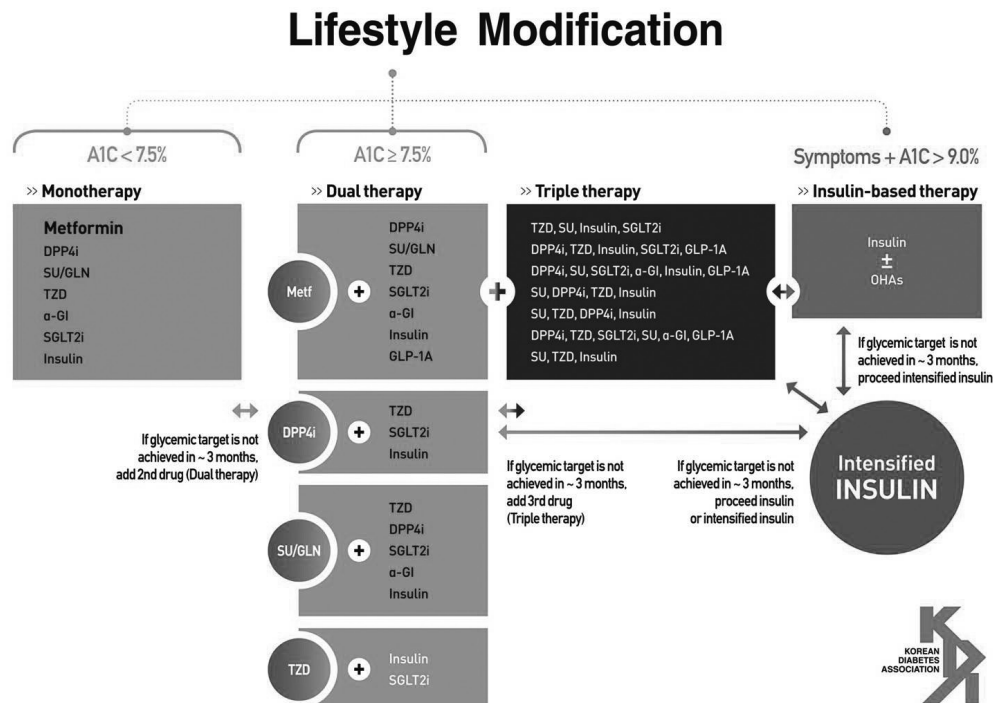 Lifestyle Modification
A1C < 7.5%
A1C ≥ 7.5%
Symptoms + A1C > 9.0%
>> Monotherapy
>> Dual therapy
>> Triple therapy
>> Insulin-based therapy
Metformin
DPP4i
SU/GLN
TZD
α-GI
SGLT2i
Insulin
Metf
+
DPP4i
SU/GLN
TZD
SGLT2i
α-GI
Insulin
GLP-1A
+
TZD, SU, Insulin, SGLT2i
DPP4i, TZD, Insulin, SGLT2i, GLP-1A
DPP4i, SU, SGLT2i, α-GI, Insulin, GLP-1A
SU, DPP4i, TZD, Insulin
SU, TZD, DPP4i, Insulin
DPP4i, TZD, SGLT2i, SU, α-GI, GLP-1A
SU, TZD, Insulin
Insulin
±
OHAs
If glycemic target is not
achieved in ~ 3 months,
proceed intensified insulin
If glycemic target is not
achieved in ~ 3 months,
add 2nd drug (Dual therapy)
DPP4i
+
TZD
SGLT2i
Insulin
If glycemic target is not
achieved in ~ 3 months,
add 3rd drug
(Triple therapy)
If glycemic target is not
achieved in ~ 3 months,
proceed insulin
or intensified insulin
Intensified
INSULIN
SU/GLN
+
TZD
DPP4i
SGLT2i
α-GI
Insulin
TZD
+
Insulin
SGLT2i
KOREAN
DIABETES
ASSOCIATION
KDA